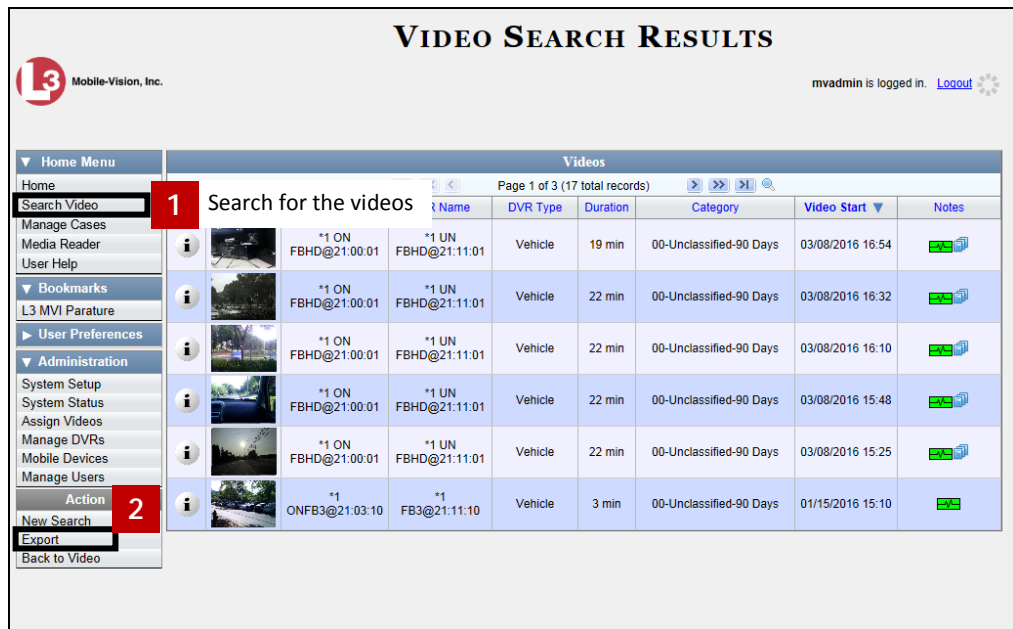 VIDEO SEARCH RESULTS
L3 Mobile-Vision, Inc.
mvadmin is logged in. Logout
▼ Home Menu
Home
Search Video
Manage Cases
Media Reader
User Help
▼ Bookmarks
L3 MVI Parature
▶ User Preferences
▼ Administration
System Setup
System Status
Assign Videos
Manage DVRs
Mobile Devices
Manage Users
Action
New Search
Export
Back to Video
1 Search for the videos
2
Videos
Page 1 of 3 (17 total records)
Name DVR Type Duration Category Video Start ▼ Notes
*1 ON FBHD@21:00:01 *1 UN FBHD@21:11:01 Vehicle 19 min 00-Unclassified-90 Days 03/08/2016 16:54
*1 ON FBHD@21:00:01 *1 UN FBHD@21:11:01 Vehicle 22 min 00-Unclassified-90 Days 03/08/2016 16:32
*1 ON FBHD@21:00:01 *1 UN FBHD@21:11:01 Vehicle 22 min 00-Unclassified-90 Days 03/08/2016 16:10
*1 ON FBHD@21:00:01 *1 UN FBHD@21:11:01 Vehicle 22 min 00-Unclassified-90 Days 03/08/2016 15:48
*1 ON FBHD@21:00:01 *1 UN FBHD@21:11:01 Vehicle 22 min 00-Unclassified-90 Days 03/08/2016 15:25
*1 ONFB3@21:03:10 *1 FB3@21:11:10 Vehicle 3 min 00-Unclassified-90 Days 01/15/2016 15:10